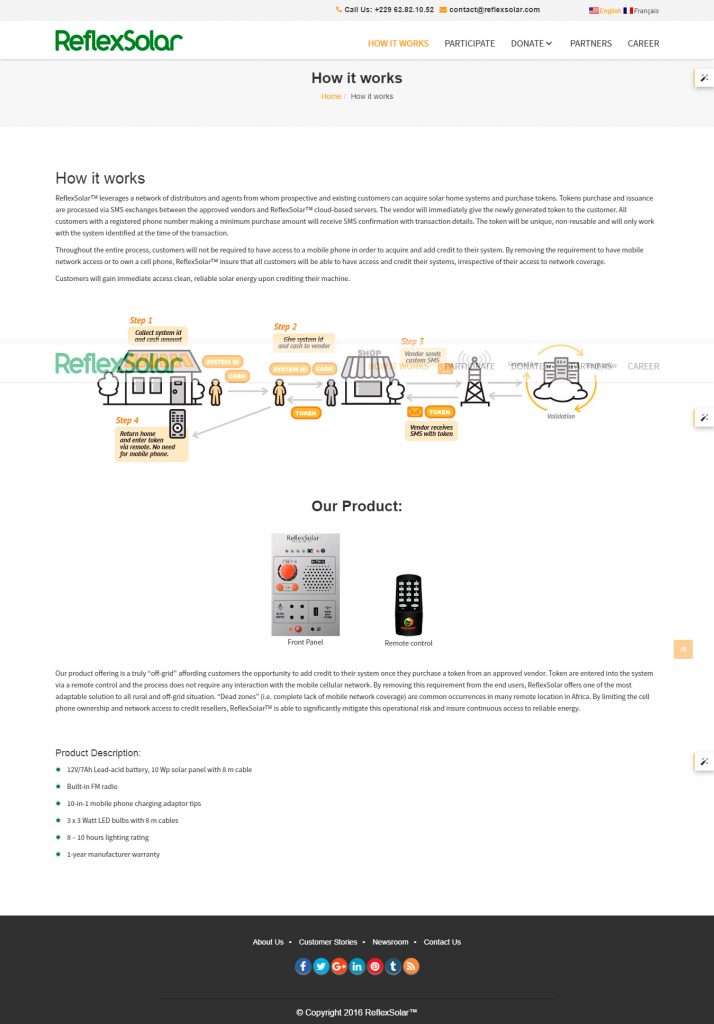 Call Us: +229 62.82.10.52 contact@reflexsolar.com
English Français
ReflexSolar
HOW IT WORKS PARTICIPATE DONATE PARTNERS CAREER
How it works
Home / How it works
How it works
ReflexSolar™ leverages a network of distributors and agents from whom prospective and existing customers can acquire solar home systems and purchase tokens. Tokens purchase and issuance
are processed via SMS exchanges between the approved vendors and ReflexSolar™ cloud-based servers. The vendor will immediately give the newly generated token to the customer. All
customers with a registered phone number making a minimum purchase amount will receive SMS confirmation with transaction details. The token will be unique, non-reusable and will only work
with the system identified at the time of the transaction.
Throughout the entire process, customers will not be required to have access to a mobile phone in order to acquire and add credit to their system. By removing the requirement to have mobile
network access or to own a cell phone, ReflexSolar™ insure that all customers will be able to have access and credit their systems, irrespective of their access to network coverage.
Customers will gain immediate access clean, reliable solar energy upon crediting their machine.
Step 1
Collect system id
and cash amount
Step 2
Give system id
and cash to vendor
Step 3
Vendor sends
custom SMS
SHOP
ReflexSolar
HOW IT WORKS PARTICIPATE DONATE PARTNERS CAREER
SYSTEM ID
CASH
SYSTEM ID CASH
TOKEN
TOKEN
Vendor receives
SMS with token
Validation
Step 4
Return home
and enter token
via remote. No need
for mobile phone.
Our Product:
ReflexSolar
Front Panel
Remote control
Our product offering is a truly “off-grid” affording customers the opportunity to add credit to their system once they purchase a token from an approved vendor. Token are entered into the system
via a remote control and the process does not require any interaction with the mobile cellular network. By removing this requirement from the end users, ReflexSolar offers one of the most
adaptable solution to all rural and off-grid situation. “Dead zones” (i.e. complete lack of mobile network coverage) are common occurrences in many remote location in Africa. By limiting the cell
phone ownership and network access to credit resellers, ReflexSolar™ is able to significantly mitigate this operational risk and insure continuous access to reliable energy.
Product Description:
12V/7Ah Lead-acid battery, 10 Wp solar panel with 8 m cable
Built-in FM radio
10-in-1 mobile phone charging adaptor tips
3 x 3 Watt LED bulbs with 8 m cables
8 – 10 hours lighting rating
1-year manufacturer warranty
About Us • Customer Stories • Newsroom • Contact Us
© Copyright 2016 ReflexSolar™